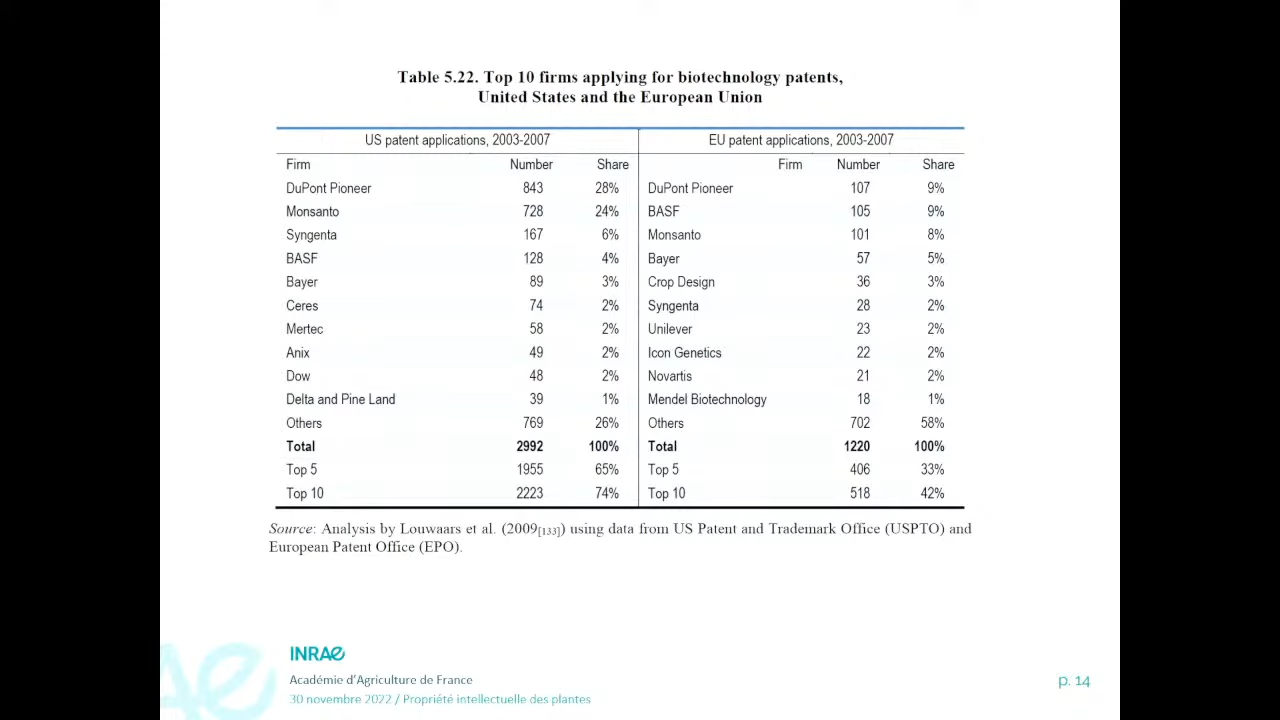 Table 5.22. Top 10 firms applying for biotechnology patents,
United States and the European Union
US patent applications, 2003-2007 EU patent applications, 2003-2007
Firm Number Share Firm Number Share
DuPont Pioneer 843 28% DuPont Pioneer 107 9%
Monsanto 728 24% BASF 105 9%
Syngenta 167 6% Monsanto 101 8%
BASF 128 4% Bayer 57 5%
Bayer 89 3% Crop Design 36 3%
Ceres 74 2% Syngenta 28 2%
Mertec 58 2% Unilever 23 2%
Anix 49 2% Icon Genetics 22 2%
Dow 48 2% Novartis 21 2%
Delta and Pine Land 39 1% Mendel Biotechnology 18 1%
Others 769 26% Others 702 58%
Total 2992 100% Total 1220 100%
Top 5 1955 65% Top 5 406 33%
Top 10 2223 74% Top 10 518 42%
Source: Analysis by Louwaars et al. (2009[133]) using data from US Patent and Trademark Office (USPTO) and
European Patent Office (EPO).
INRAE
Académie d'Agriculture de France
30 novembre 2022 / Propriété intellectuelle des plantes
p. 14